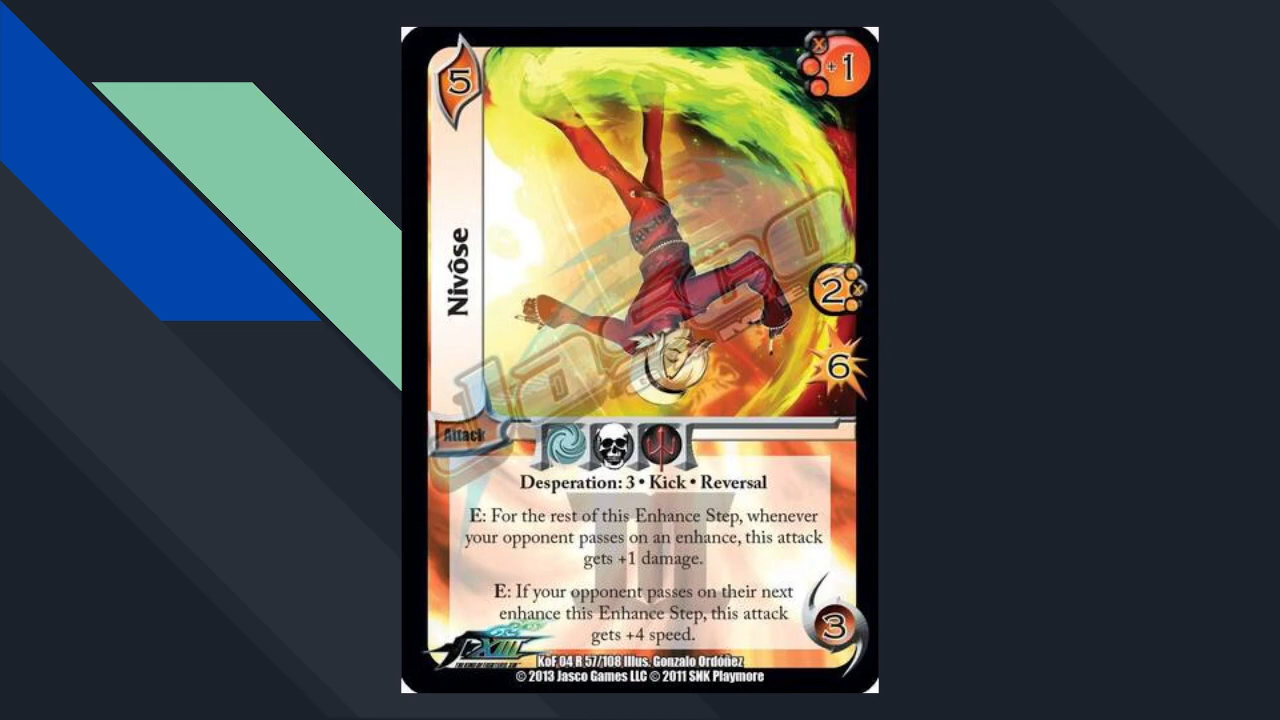 5
+1
Nivôse
Jasco
GAMES
2
6
Attack
Desperation: 3 • Kick • Reversal
E: For the rest of this Enhance Step, whenever
your opponent passes on an enhance, this attack
gets +1 damage.
E: If your opponent passes on their next
enhance this Enhance Step, this attack
gets +4 speed.
3
XIII
KoF 04 R 57/108 Illus. Gonzalo Ordóñez
© 2013 Jasco Games LLC © 2011 SNK Playmore